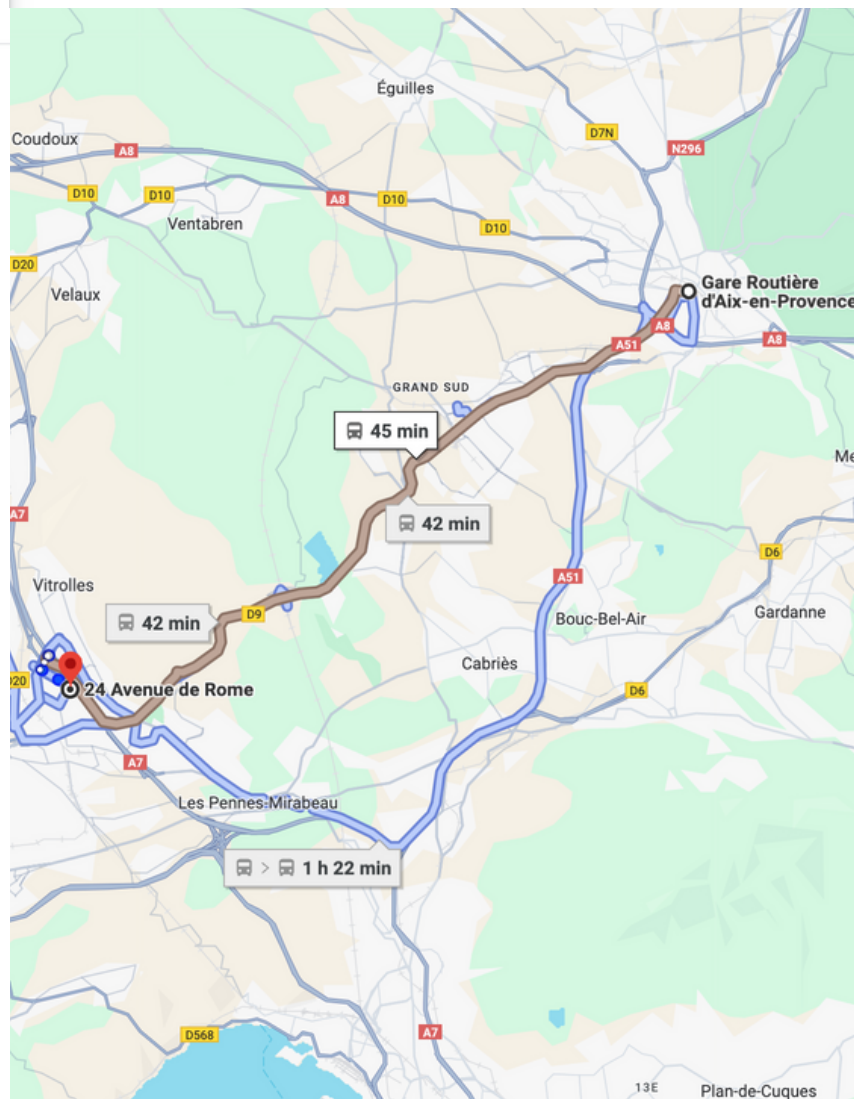 Éguilles
Coudoux
A8
D7N
N296
D10
D10
A8
D10
Ventabren
D10
D20
Velaux
Gare Routière
d'Aix-en-Provence
A8
A51
A8
GRAND SUD
45 min
Me
A7
42 min
D6
Vitrolles
A51
D9
42 min
Bouc-Bel-Air
Gardanne
Cabriès
D20
24 Avenue de Rome
D6
A7
Les Pennes-Mirabeau
> 1 h 22 min
D568
A7
13E
Plan-de-Cuques